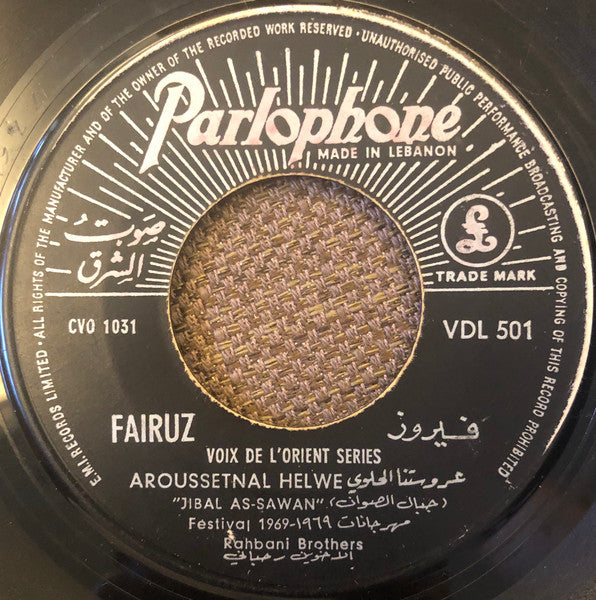 E.M.I. RECORDS LIMITED · ALL RIGHTS OF THE MANUFACTURER AND OF THE OWNER OF THE RECORDED WORK RESERVED · UNAUTHORISED PUBLIC PERFORMANCE BROADCASTING AND COPYING OF THIS RECORD PROHIBITED
Parlophone
MADE IN LEBANON
صوت
الشرق
£
TRADE MARK
CVO 1031
VDL 501
FAIRUZ فيروز
VOIX DE L'ORIENT SERIES
AROUSSETNAL HELWE عروستنا الحلوي
"JIBAL AS-SAWAN" (جبال الصوان)
Festival 1969-١٩٦٩ مهرجانات
Rahbani Brothers
الاخوين رحباني